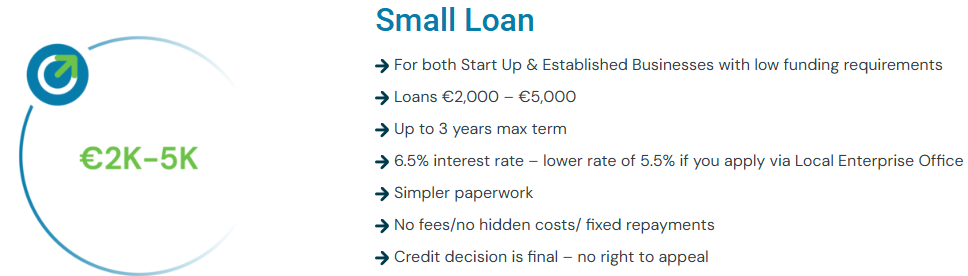 Small Loan
For both Start Up & Established Businesses with low funding requirements
Loans €2,000 – €5,000
Up to 3 years max term
€2K-5K
6.5% interest rate – lower rate of 5.5% if you apply via Local Enterprise Office
Simpler paperwork
No fees/no hidden costs/ fixed repayments
Credit decision is final – no right to appeal